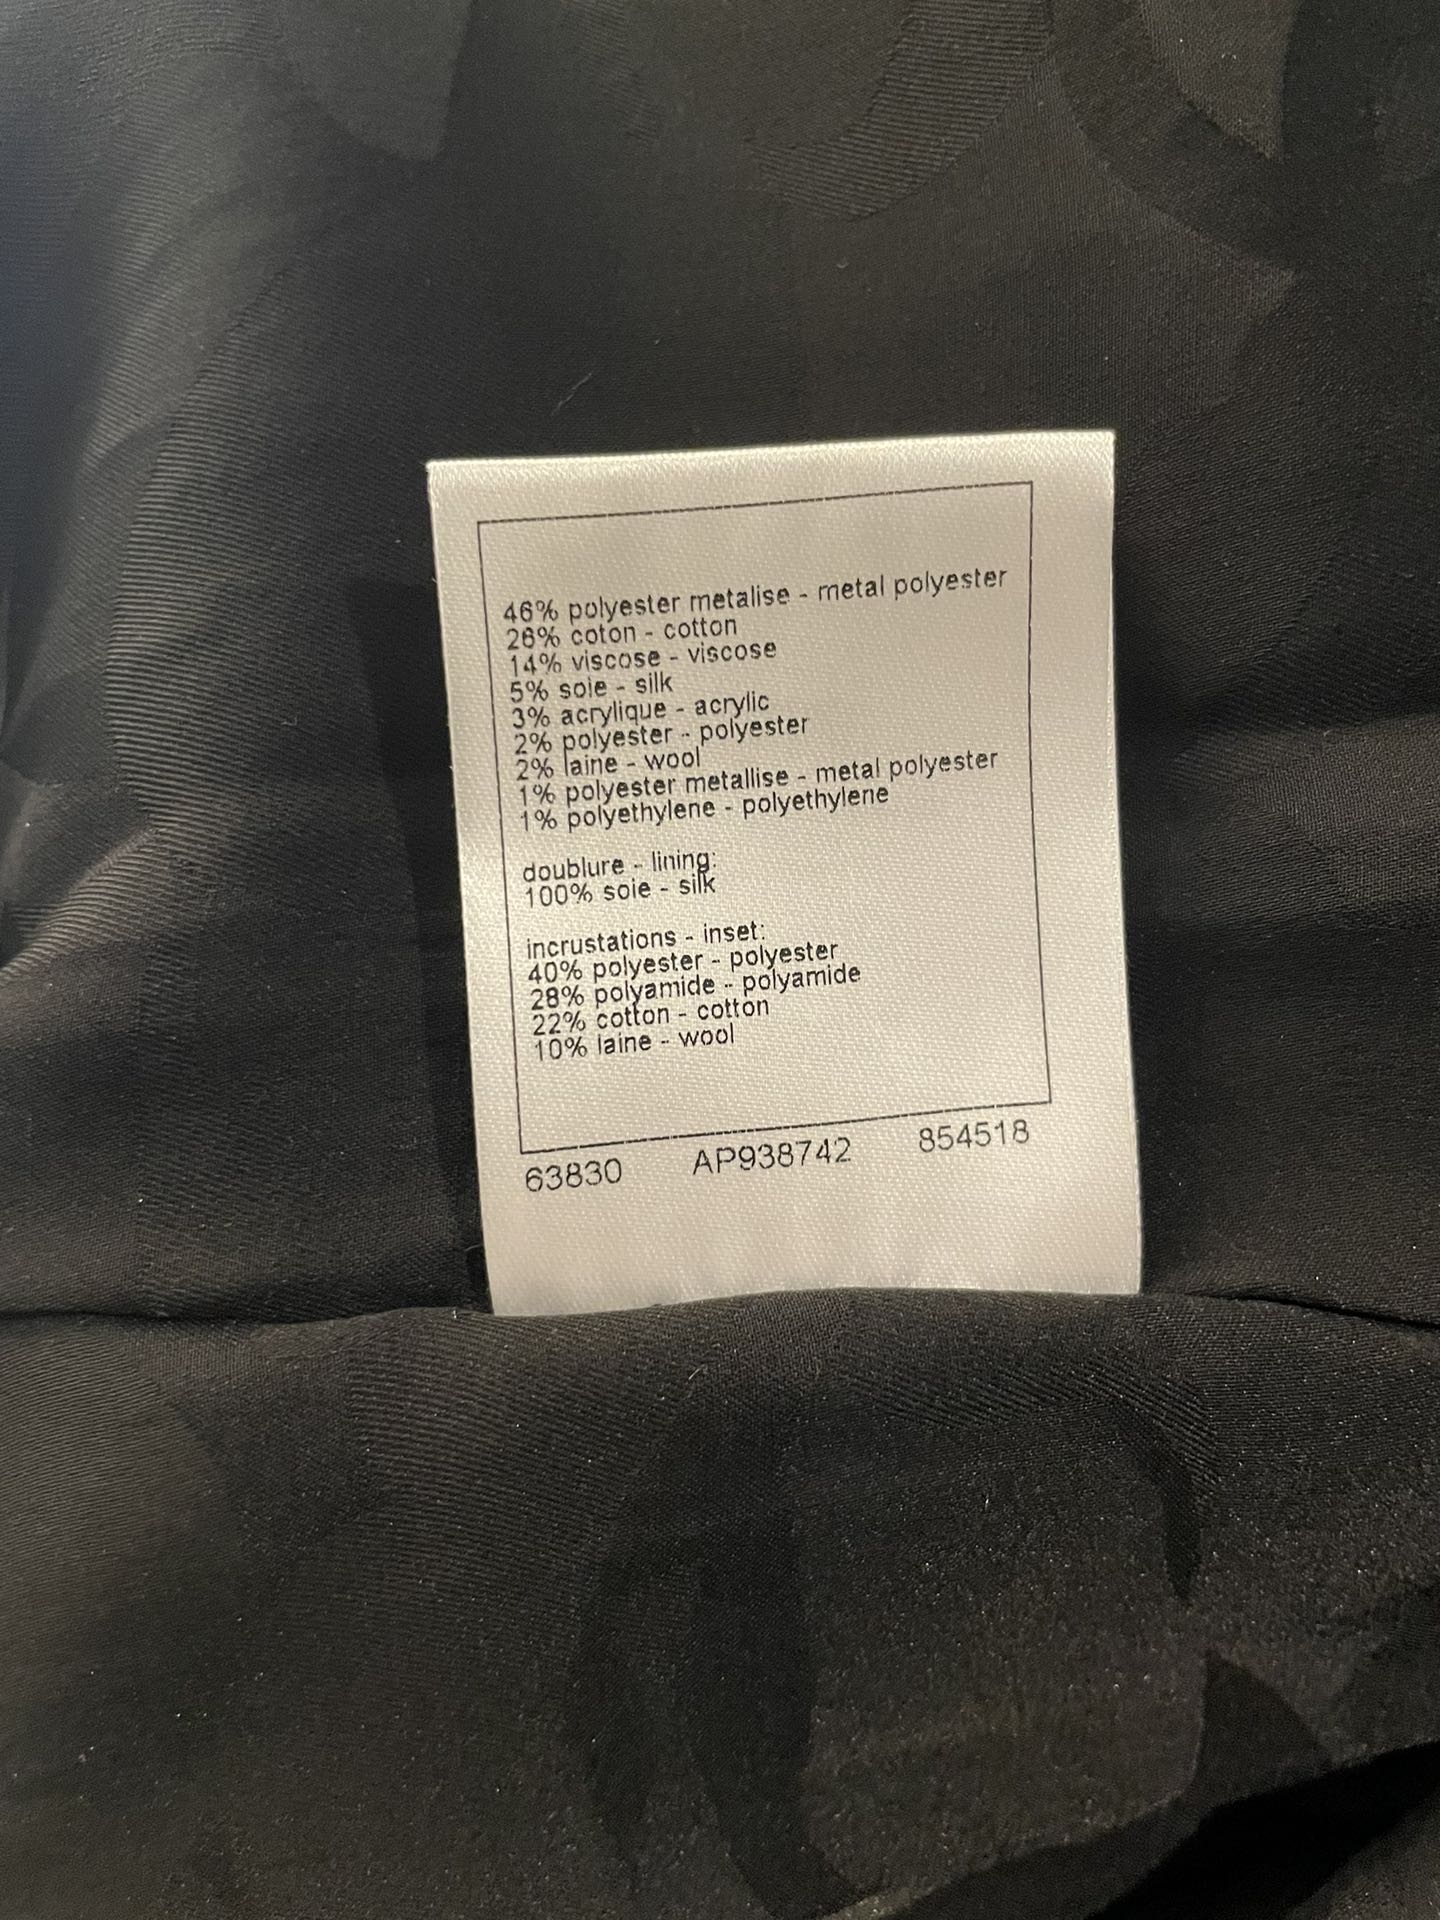 46% polyester metalise - metal polyester
26% coton - cotton
14% viscose - viscose
5% soie - silk
3% acrylique - acrylic
2% polyester - polyester
2% laine - wool
1% polyester metallise - metal polyester
1% polyethylene - polyethylene
doublure - lining:
100% soie - silk
incrustations - inset:
40% polyester - polyester
28% polyamide - polyamide
22% cotton - cotton
10% laine - wool
63830 AP938742 854518